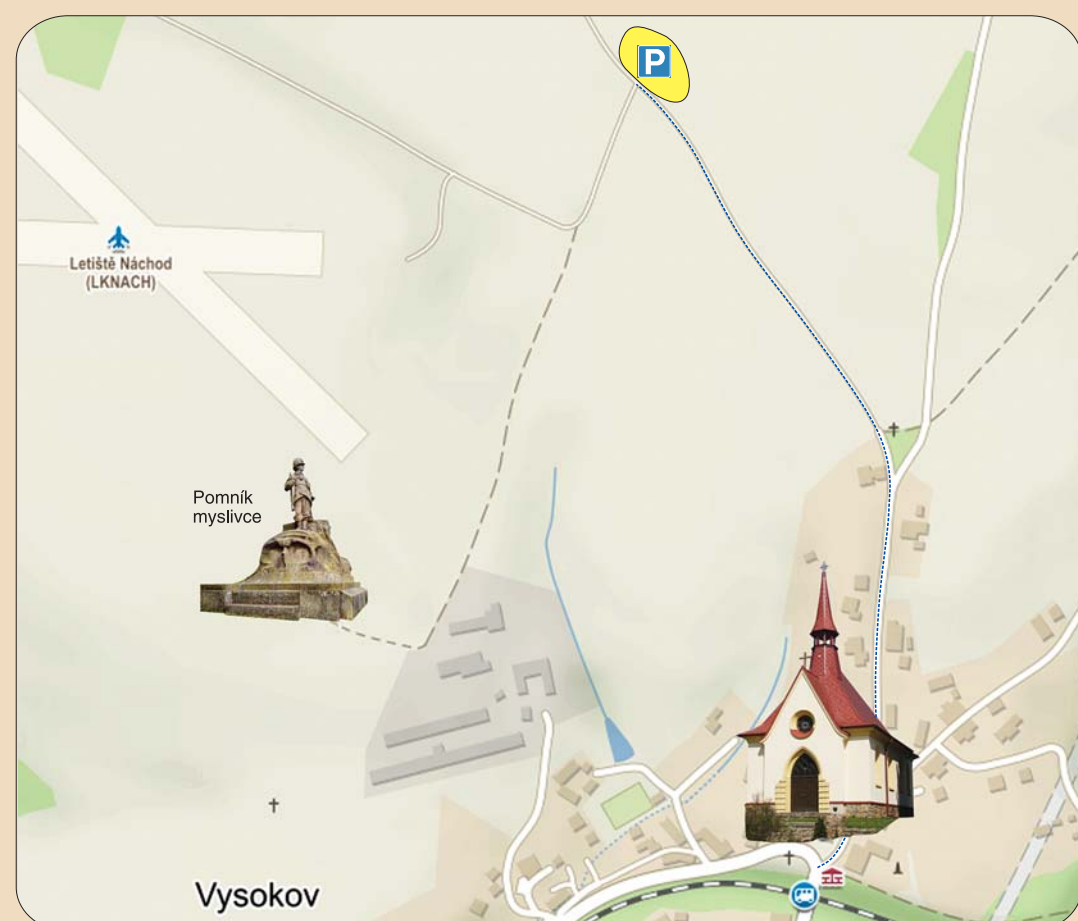 P
Letiště Náchod
(LKNACH)
Pomník
myslivce
Vysokov